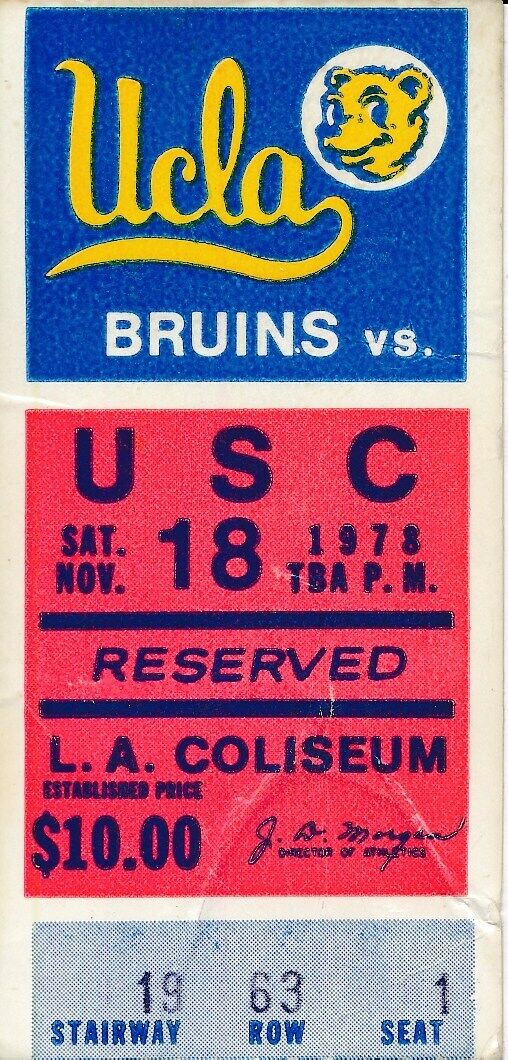 Ucla
BRUINS vs.
USC
SAT. NOV. 18 1978 TBA P.M.
RESERVED
L. A. COLISEUM
ESTABLISHED PRICE
$10.00
J. D. Morgan
DIRECTOR OF ATHLETICS
19 63 1
STAIRWAY ROW SEAT